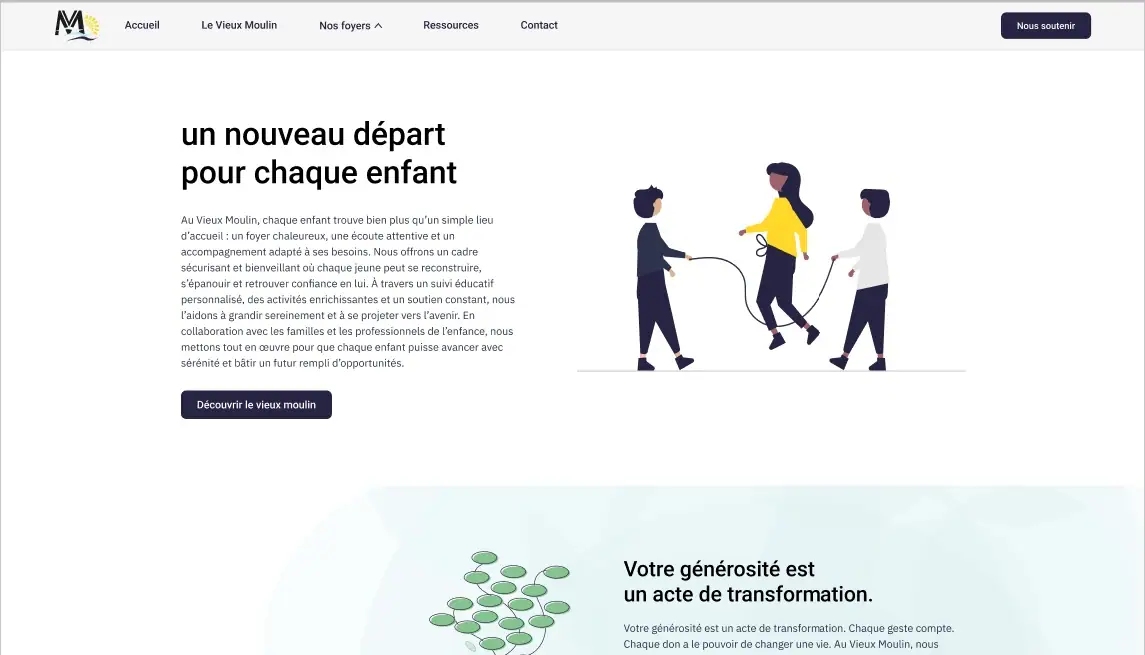 Accueil
Le Vieux Moulin
Nos foyers
Ressources
Contact
Nous soutenir
un nouveau départ
pour chaque enfant
Au Vieux Moulin, chaque enfant trouve bien plus qu’un simple lieu
d’accueil : un foyer chaleureux, une écoute attentive et un
accompagnement adapté à ses besoins. Nous offrons un cadre
sécurisant et bienveillant où chaque jeune peut se reconstruire,
s’épanouir et retrouver confiance en lui. À travers un suivi éducatif
personnalisé, des activités enrichissantes et un soutien constant, nous
l’aidons à grandir sereinement et à se projeter vers l’avenir. En
collaboration avec les familles et les professionnels de l’enfance, nous
mettons tout en œuvre pour que chaque enfant puisse avancer avec
sérénité et bâtir un futur rempli d’opportunités.
Découvrir le vieux moulin
Votre générosité est
un acte de transformation.
Votre générosité est un acte de transformation. Chaque geste compte.
Chaque don a le pouvoir de changer une vie. Au Vieux Moulin, nous